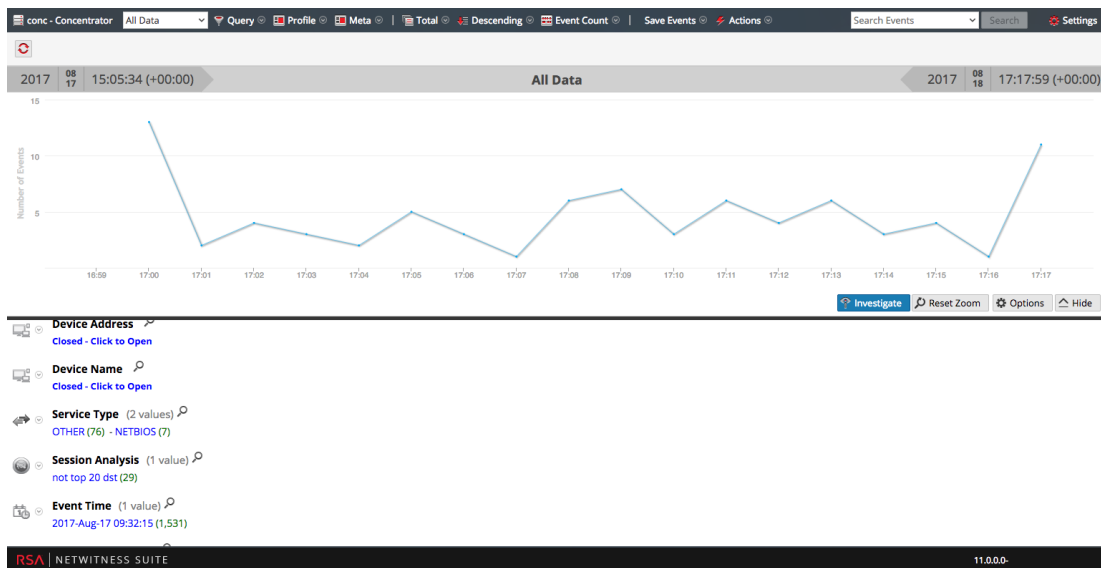 conc - Concentrator All Data Query Profile Meta | Total Descending Event Count | Save Events Actions Search Events Search Settings
2017 08 17 15:05:34 (+00:00) All Data 2017 08 18 17:17:59 (+00:00)
15
10
5
Number of Events
16:59 17:00 17:01 17:02 17:03 17:04 17:05 17:06 17:07 17:08 17:09 17:10 17:11 17:12 17:13 17:14 17:15 17:16 17:17
Investigate Reset Zoom Options Hide
Device Address
Closed - Click to Open
Device Name
Closed - Click to Open
Service Type (2 values)
OTHER (76) - NETBIOS (7)
Session Analysis (1 value)
not top 20 dst (29)
Event Time (1 value)
2017-Aug-17 09:32:15 (1,531)
RSA | NETWITNESS SUITE 11.0.0.0-